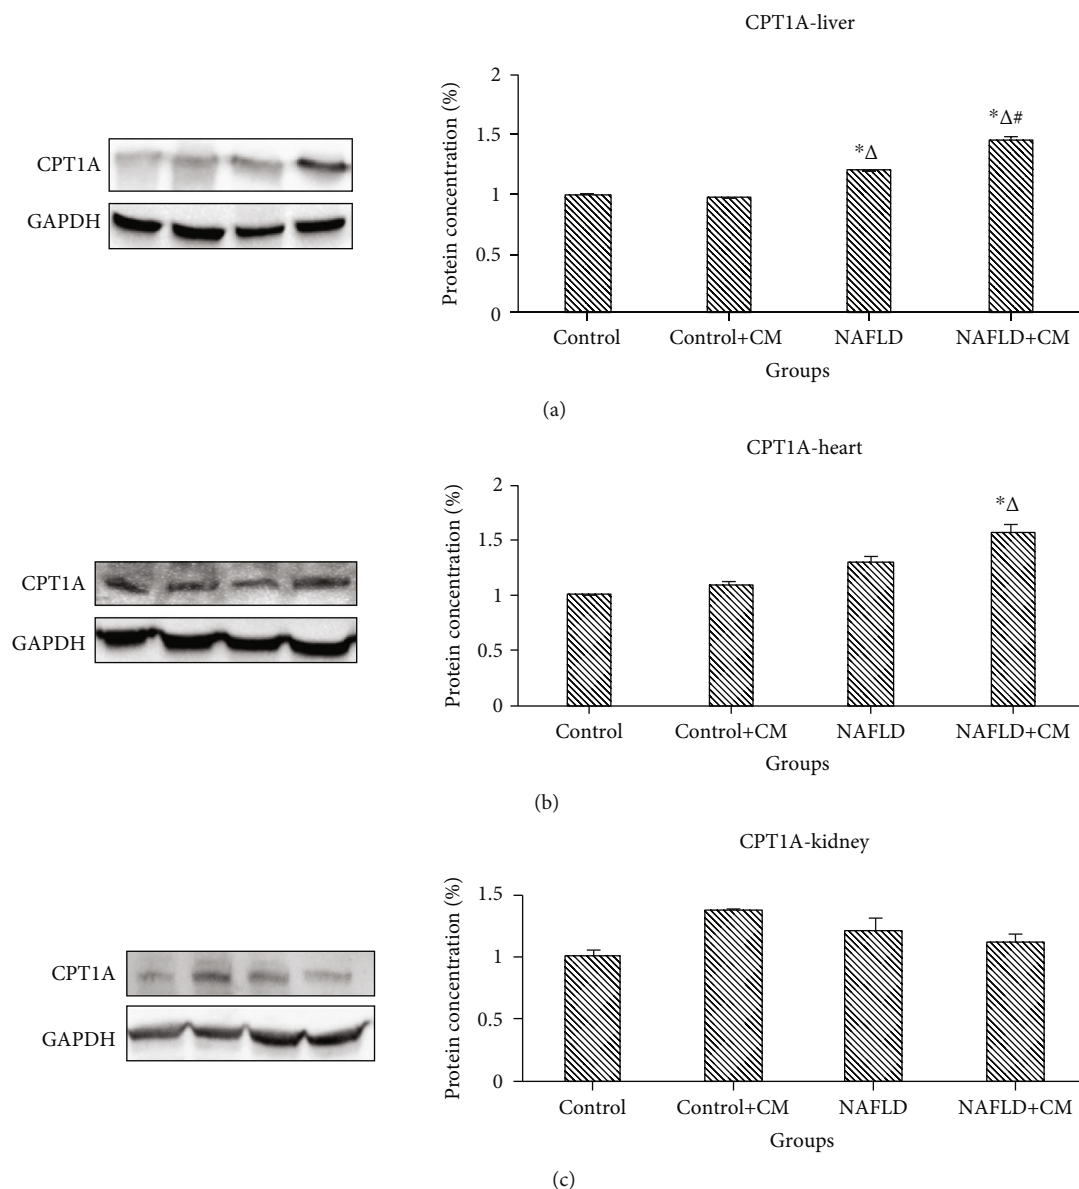 CPT1A-liver
CPT1A
GAPDH
Protein concentration (%)
2
1.5
1
0.5
0
*Δ
*Δ#
Control Control+CM NAFLD NAFLD+CM
Groups
(a)
CPT1A-heart
CPT1A
GAPDH
Protein concentration (%)
2
1.5
1
0.5
0
*Δ
Control Control+CM NAFLD NAFLD+CM
Groups
(b)
CPT1A-kidney
CPT1A
GAPDH
Protein concentration (%)
1.5
1
0.5
0
Control Control+CM NAFLD NAFLD+CM
Groups
(c)